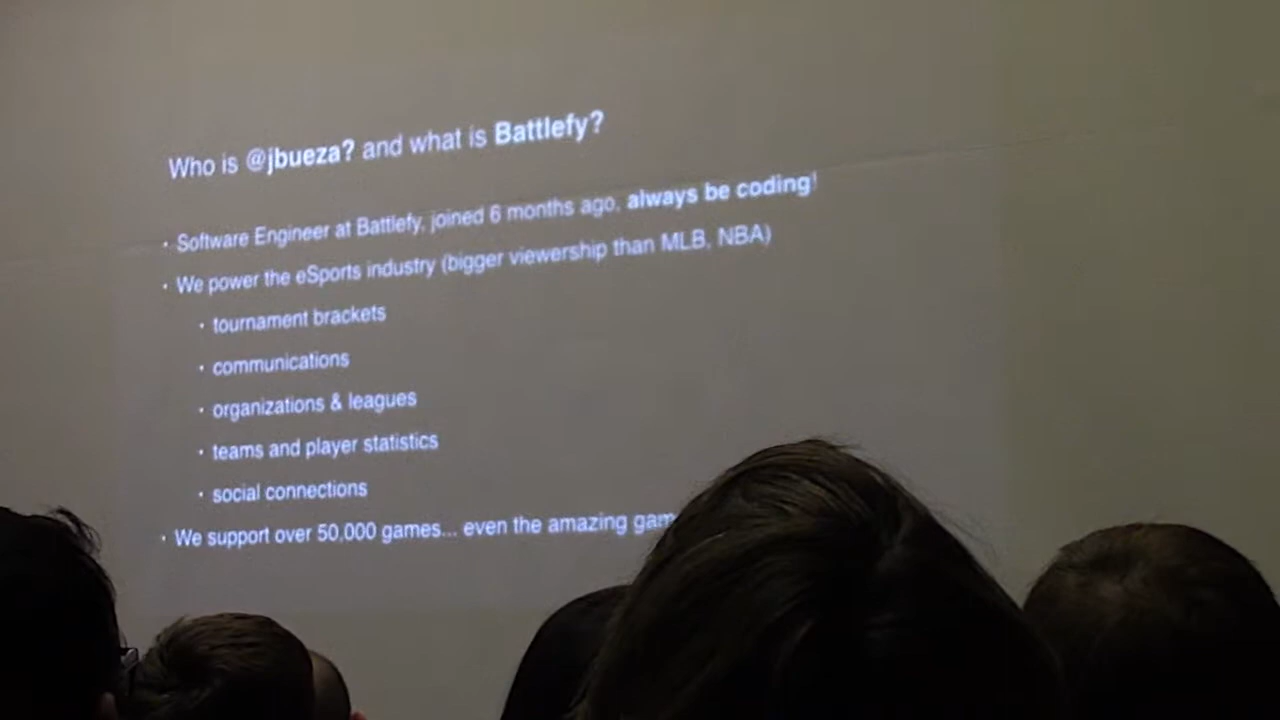 Who is @jbueza? and what is Battlefy?
· Software Engineer at Battlefy, joined 6 months ago, always be coding!
· We power the eSports industry (bigger viewership than MLB, NBA)
· tournament brackets
· communications
· organizations & leagues
· teams and player statistics
· social connections
· We support over 50,000 games... even the amazing